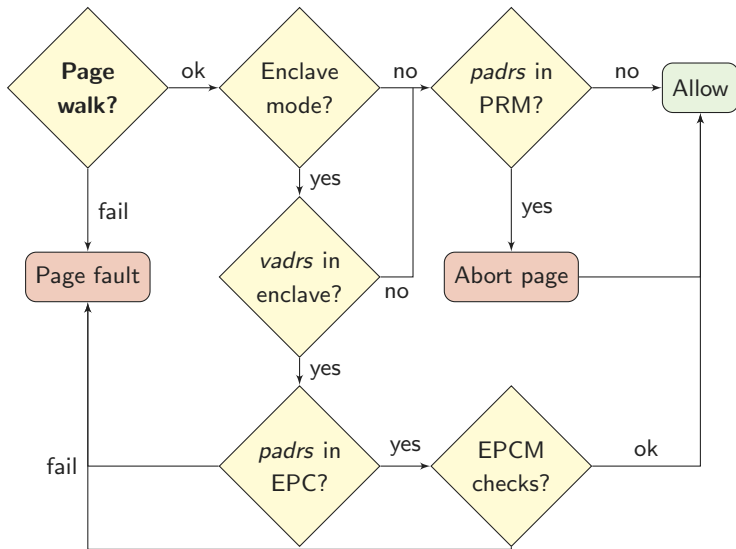 Page
walk?
ok
Enclave
mode?
no
padrs in
PRM?
no
Allow
fail
yes
yes
Page fault
vadrs in
enclave?
no
Abort page
yes
fail
padrs in
EPC?
yes
EPCM
checks?
ok